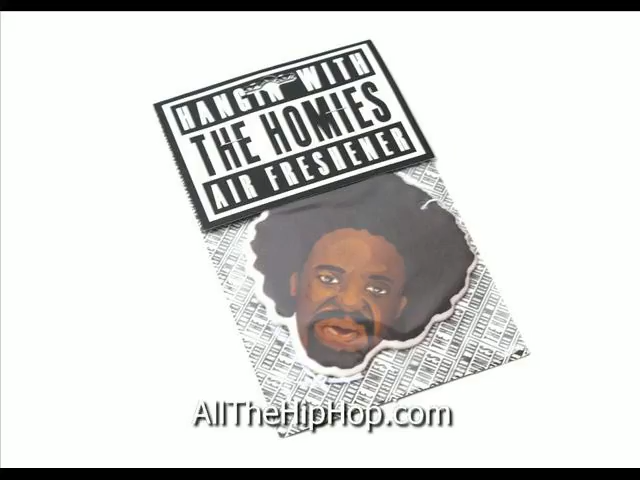 HANGIN' WITH
THE HOMIES
AIR FRESHENER
AllTheHipHop.com